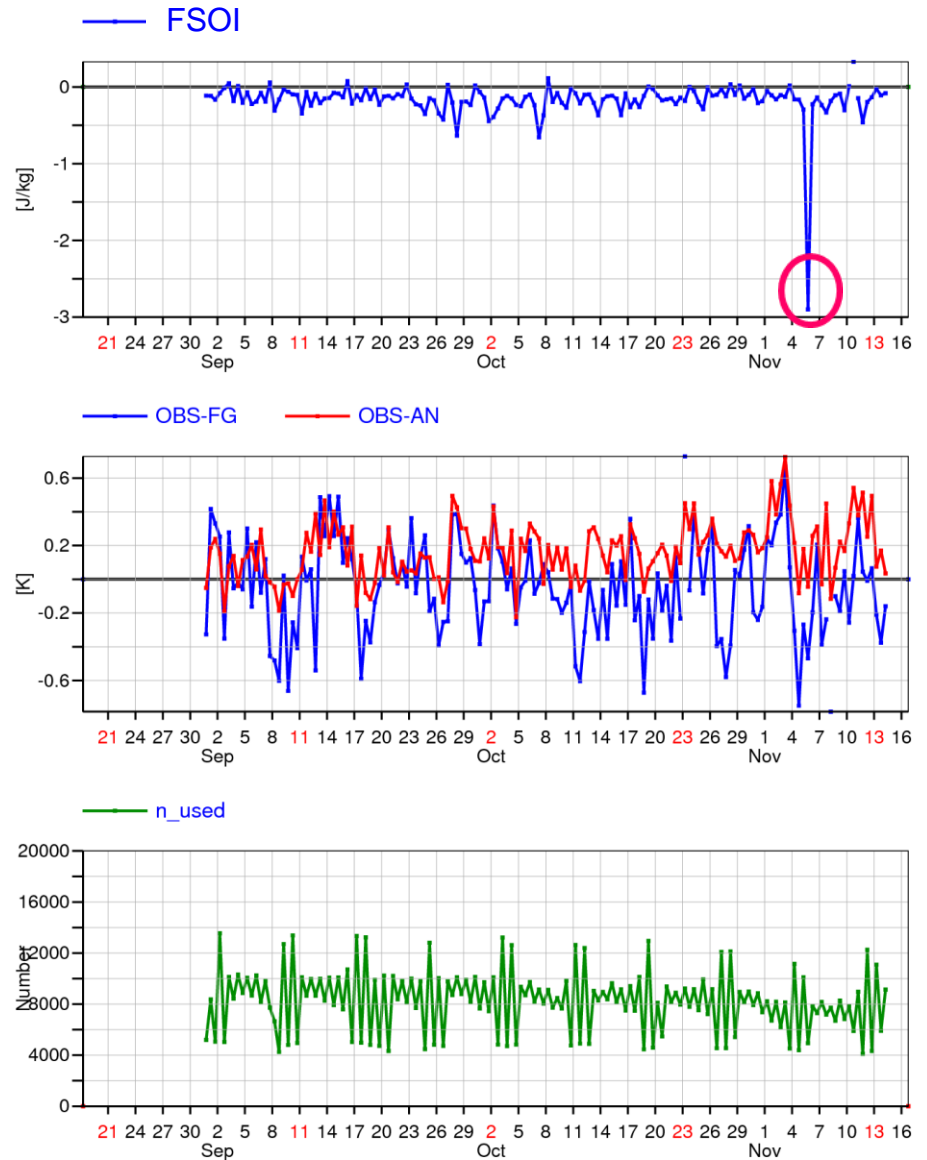 FSOI
0
-1
-2
-3
[J/kg]
21 24 27 30 2 5 8 11 14 17 20 23 26 29 2 5 8 11 14 17 20 23 26 29 1 4 7 10 13 16
Sep Oct Nov
OBS-FG OBS-AN
0.6
0.2
-0.2
-0.6
[K]
21 24 27 30 2 5 8 11 14 17 20 23 26 29 2 5 8 11 14 17 20 23 26 29 1 4 7 10 13 16
Sep Oct Nov
n_used
20000
16000
12000
8000
4000
0
Number
21 24 27 30 2 5 8 11 14 17 20 23 26 29 2 5 8 11 14 17 20 23 26 29 1 4 7 10 13 16
Sep Oct Nov